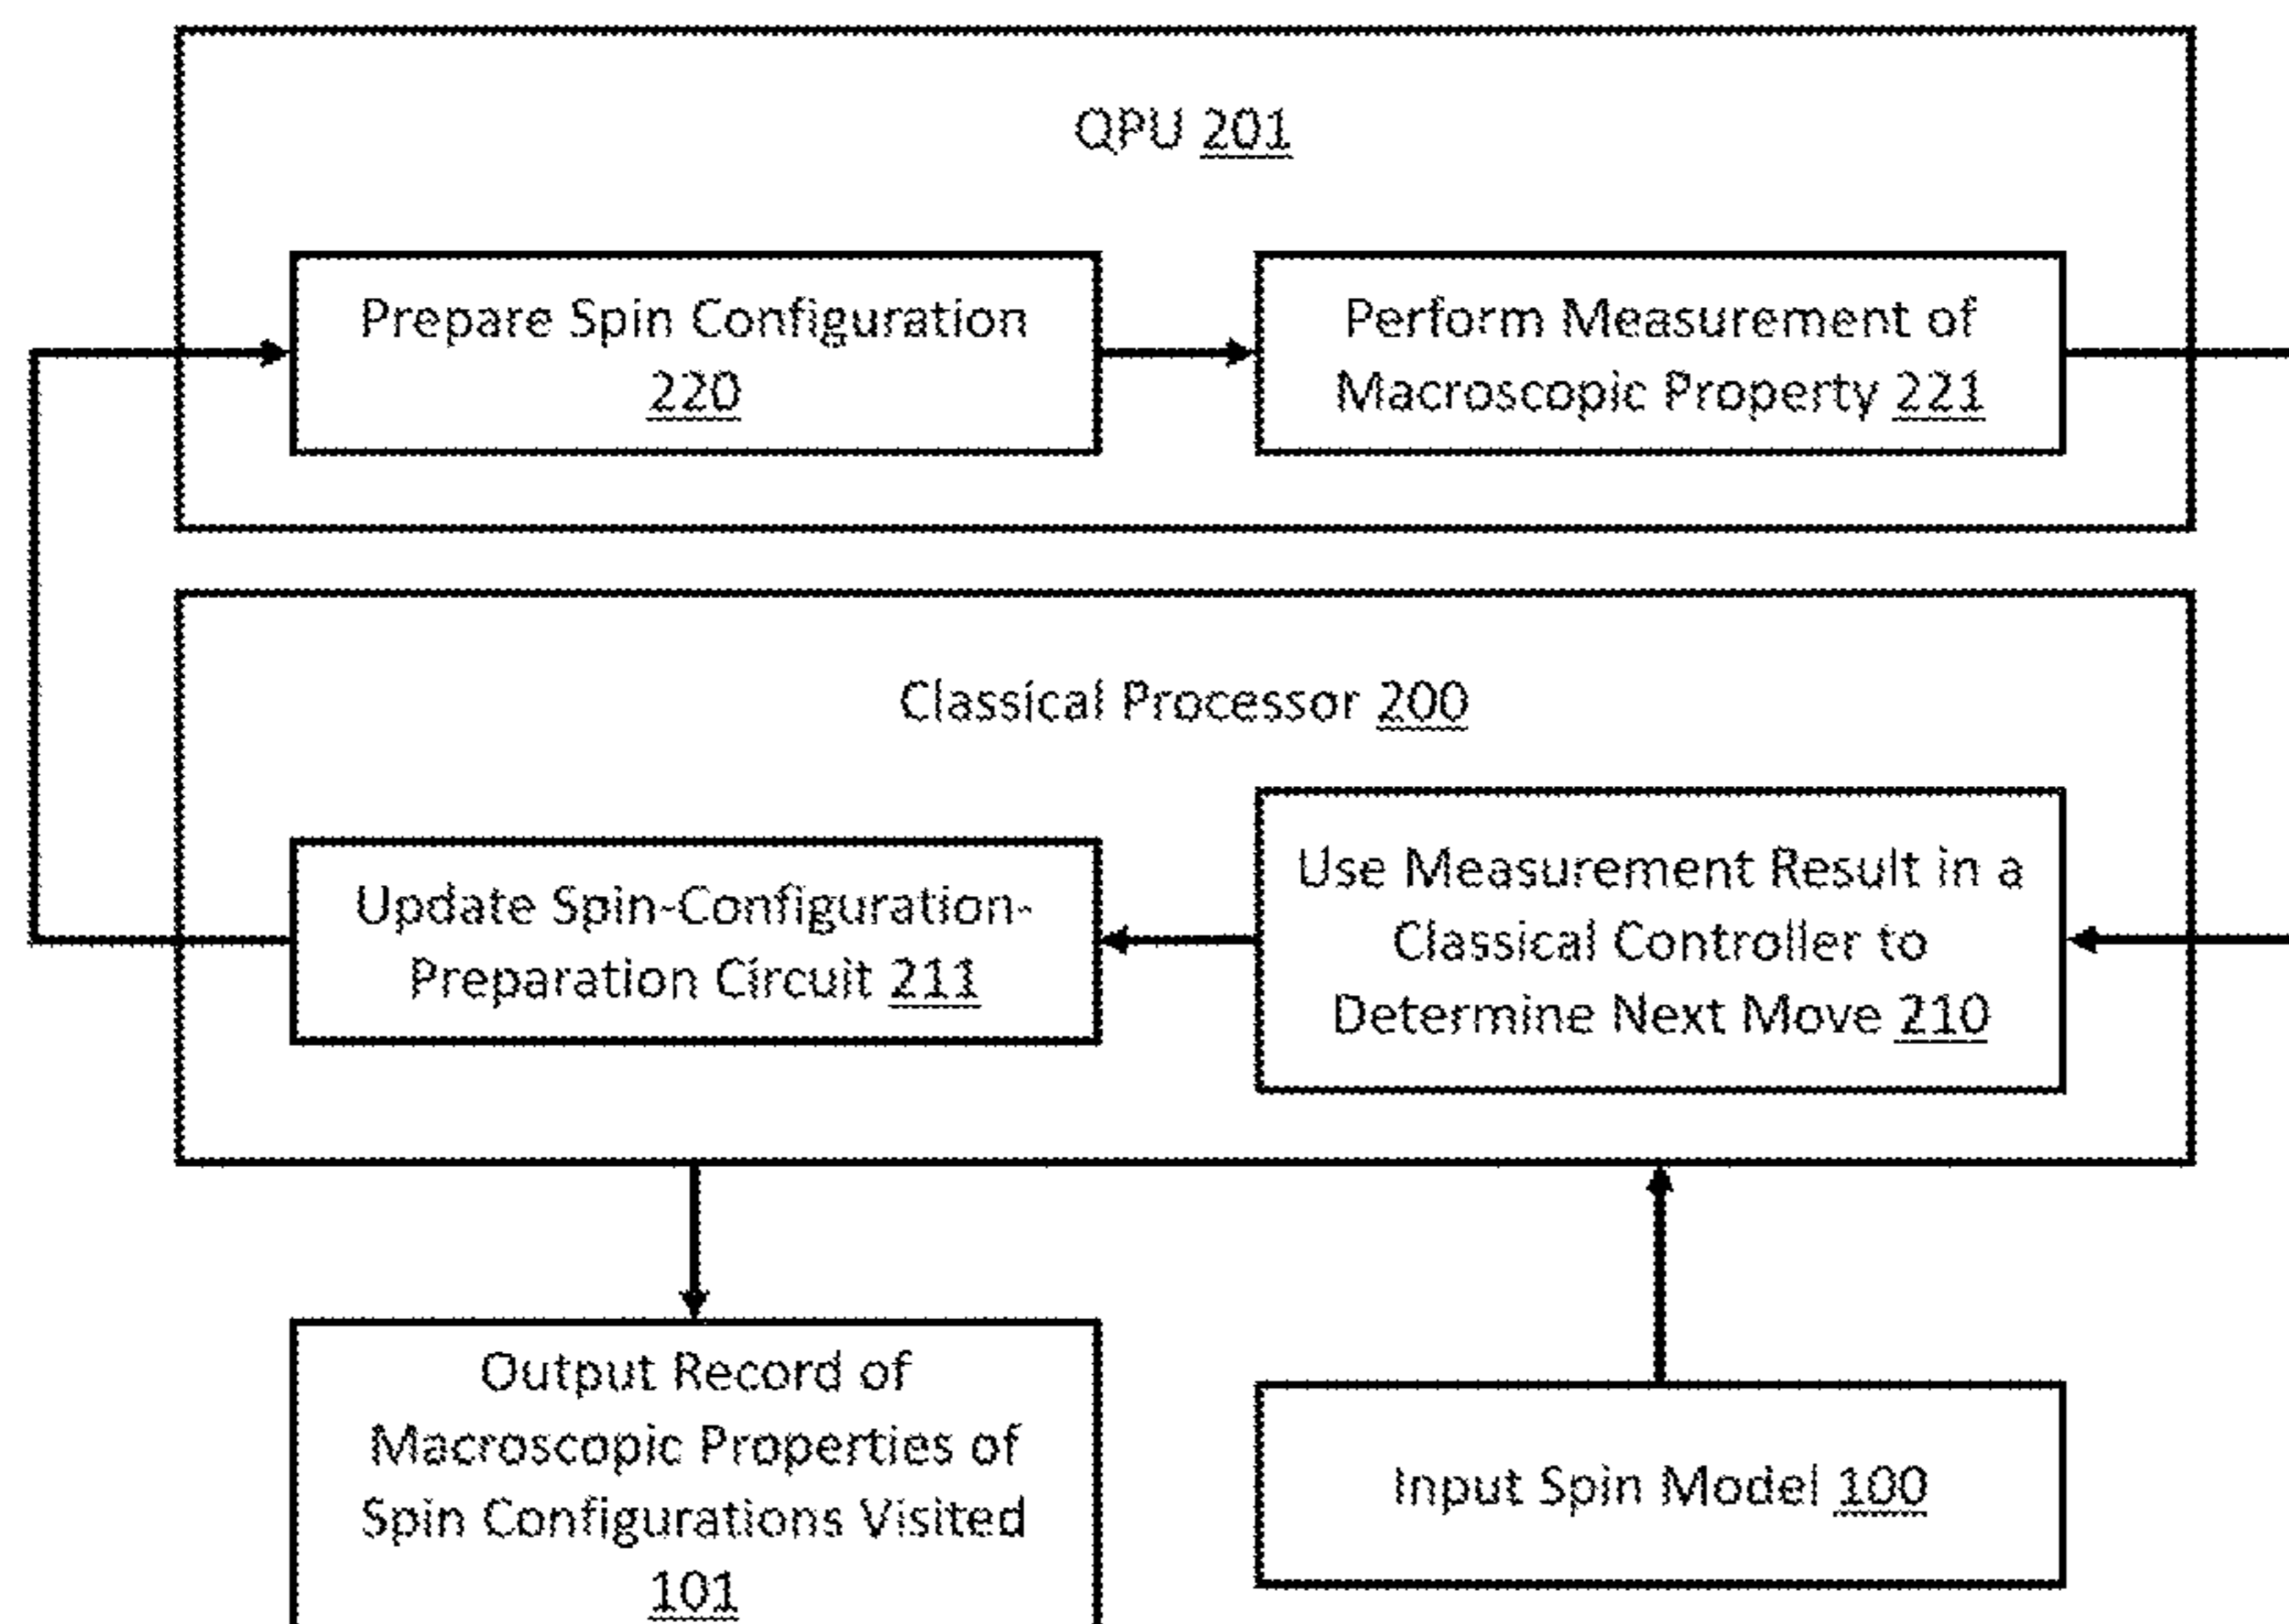 QPU 201
Prepare Spin Configuration
220
Perform Measurement of
Macroscopic Property 221
Classical Processor 200
Update Spin-Configuration-
Preparation Circuit 211
Use Measurement Result in a
Classical Controller to
Determine Next Move 210
Output Record of
Macroscopic Properties of
Spin Configurations Visited
101
Input Spin Model 100